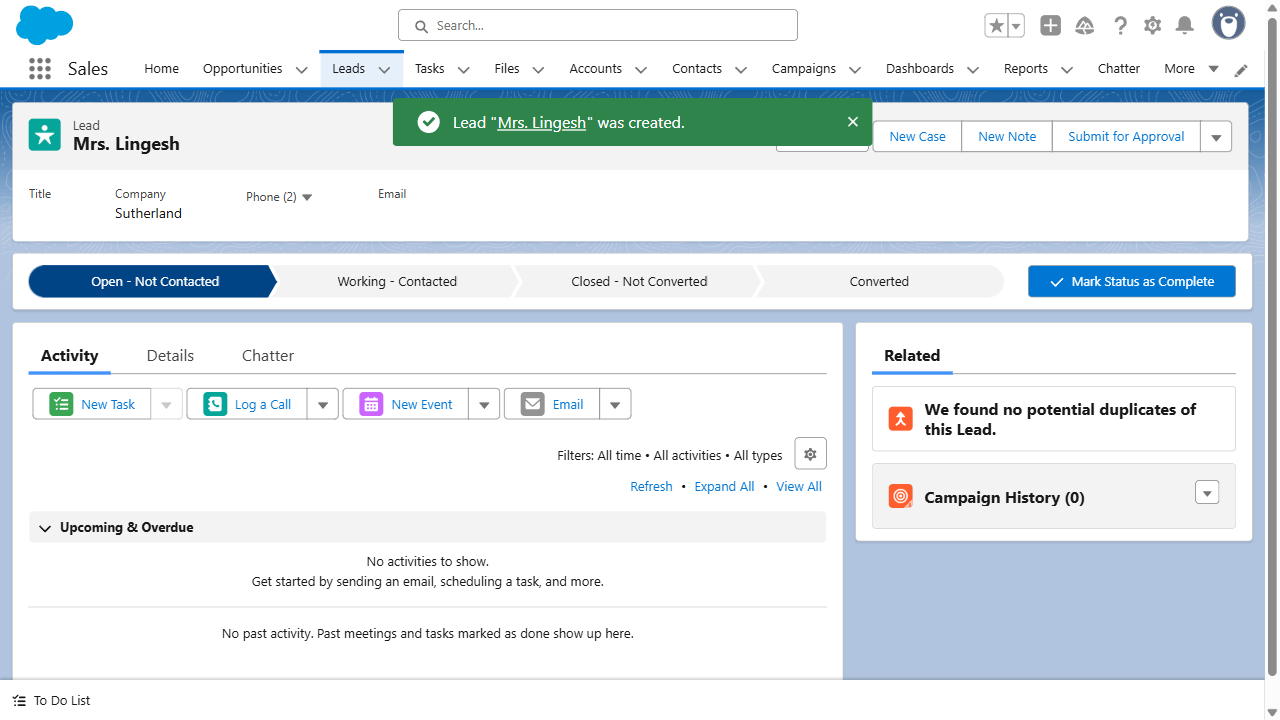 Search...
Sales
Home
Opportunities
Leads
Tasks
Files
Accounts
Contacts
Campaigns
Dashboards
Reports
Chatter
More
Lead "Mrs. Lingesh" was created.
Lead
Mrs. Lingesh
New Case
New Note
Submit for Approval
Title
Company
Phone (2)
Email
Sutherland
Open - Not Contacted
Working - Contacted
Closed - Not Converted
Converted
Mark Status as Complete
Activity
Details
Chatter
New Task
Log a Call
New Event
Email
Filters: All time • All activities • All types
Refresh • Expand All • View All
Upcoming & Overdue
No activities to show.
Get started by sending an email, scheduling a task, and more.
No past activity. Past meetings and tasks marked as done show up here.
Related
We found no potential duplicates of
this Lead.
Campaign History (0)
To Do List